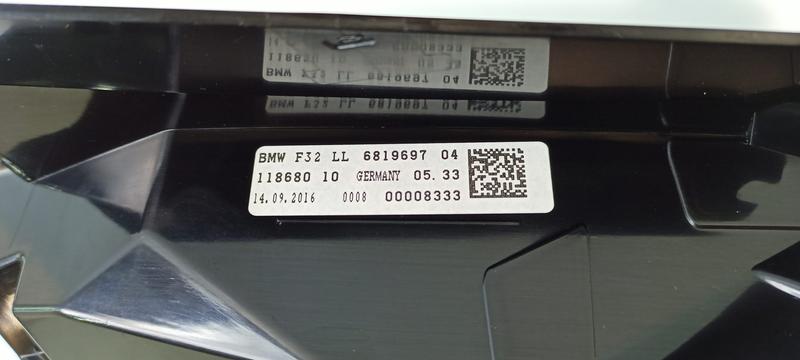 BMW F32 LL 6819697 04
118680 10 GERMANY 05.33
14.09.2016 0008 00008333